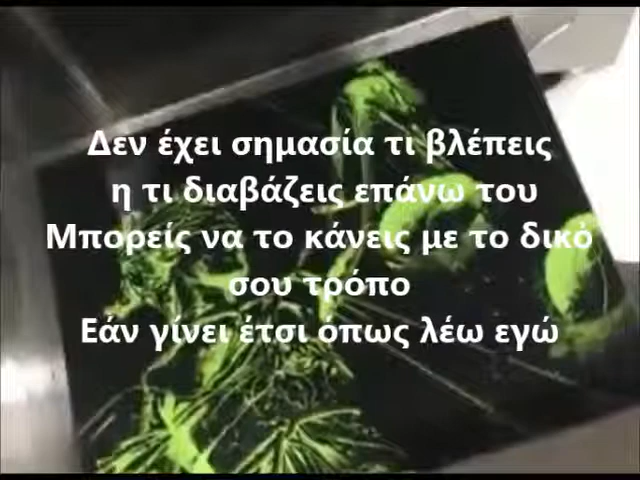 Δεν έχει σημασία τι βλέπεις
η τι διαβάζεις επάνω του
Μπορείς να το κάνεις με το δικό
σου τρόπο
Εάν γίνει έτσι όπως λέω εγώ